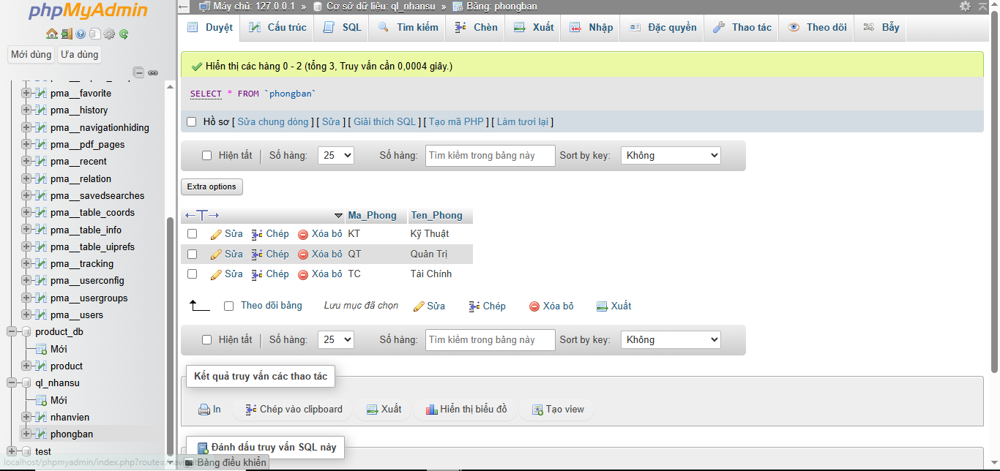 phpMyAdmin
Mới dùng Ưa dùng
pma__favorite
pma__history
pma__navigationhiding
pma__pdf_pages
pma__recent
pma__relation
pma__savedsearches
pma__table_coords
pma__table_info
pma__table_uiprefs
pma__tracking
pma__userconfig
pma__usergroups
pma__users
product_db
Mới
product
ql_nhansu
Mới
nhanvien
phongban
test
localhost/phpmyadmin/index.php?route=/
Máy chủ: 127.0.0.1 » Cơ sở dữ liệu: ql_nhansu » Bảng: phongban
Duyệt Cấu trúc SQL Tìm kiếm Chèn Xuất Nhập Đặc quyền Thao tác Theo dõi Bẫy
Hiển thị các hàng 0 - 2 (tổng 3, Truy vấn cần 0,0004 giây.)
SELECT * FROM `phongban`
Hồ sơ [ Sửa chung dòng ] [ Sửa ] [ Giải thích SQL ] [ Tạo mã PHP ] [ Làm tươi lại ]
Hiện tất | Số hàng: 25 Số hàng: Tìm kiếm trong bảng này Sort by key: Không
Extra options
←T→ Ma_Phong Ten_Phong
Sửa Chép Xóa bỏ KT Kỹ Thuật
Sửa Chép Xóa bỏ QT Quản Trị
Sửa Chép Xóa bỏ TC Tài Chính
Theo dõi bảng Lưu mục đã chọn Sửa Chép Xóa bỏ Xuất
Hiện tất | Số hàng: 25 Số hàng: Tìm kiếm trong bảng này Sort by key: Không
Kết quả truy vấn các thao tác
In Chép vào clipboard Xuất Hiển thị biểu đồ Tạo view
Đánh dấu truy vấn SQL này
Bảng điều khiển